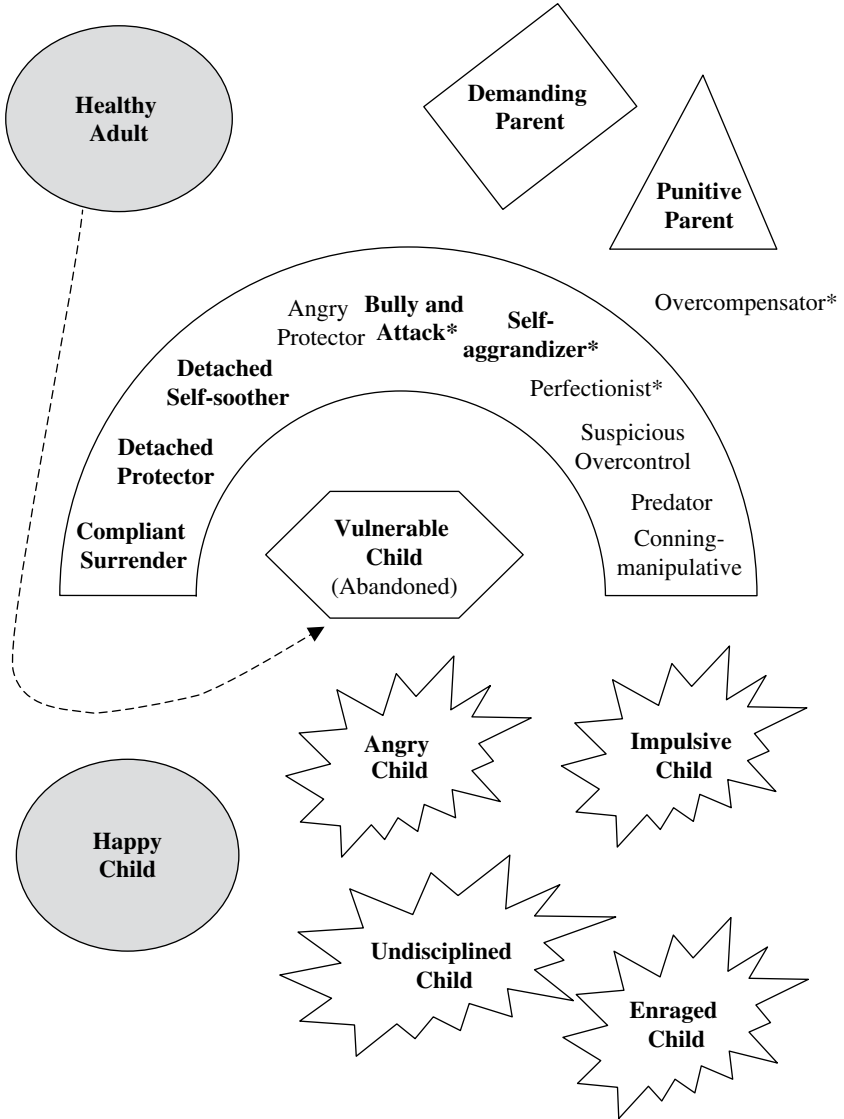 Healthy
Adult
Demanding
Parent
Punitive
Parent
Overcompensator*
Angry
Protector
Bully and
Attack*
Self-
aggrandizer*
Detached
Self-soother
Perfectionist*
Detached
Protector
Suspicious
Overcontrol
Predator
Compliant
Surrender
Conning-
manipulative
Vulnerable
Child
(Abandoned)
Angry
Child
Impulsive
Child
Happy
Child
Undisciplined
Child
Enraged
Child